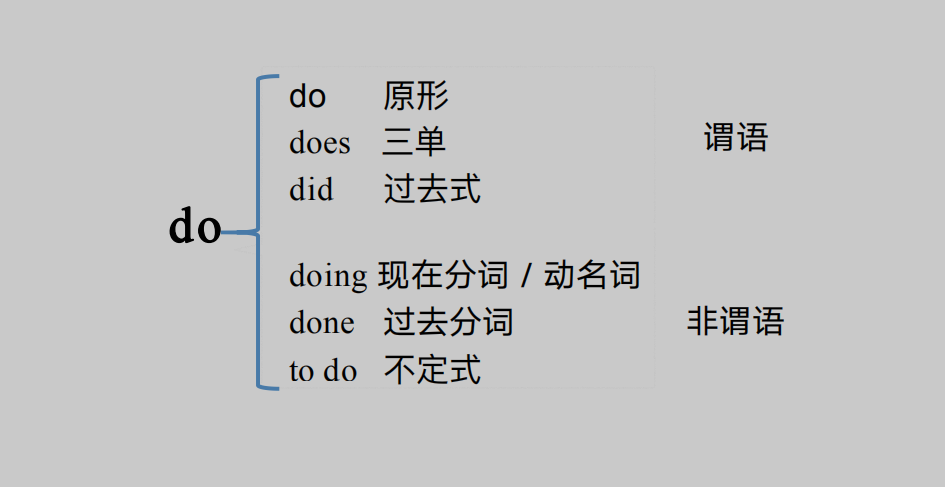 do 原形
does 三单
did 过去式
谓语
do
doing 现在分词 / 动名词
done 过去分词
to do 不定式
非谓语